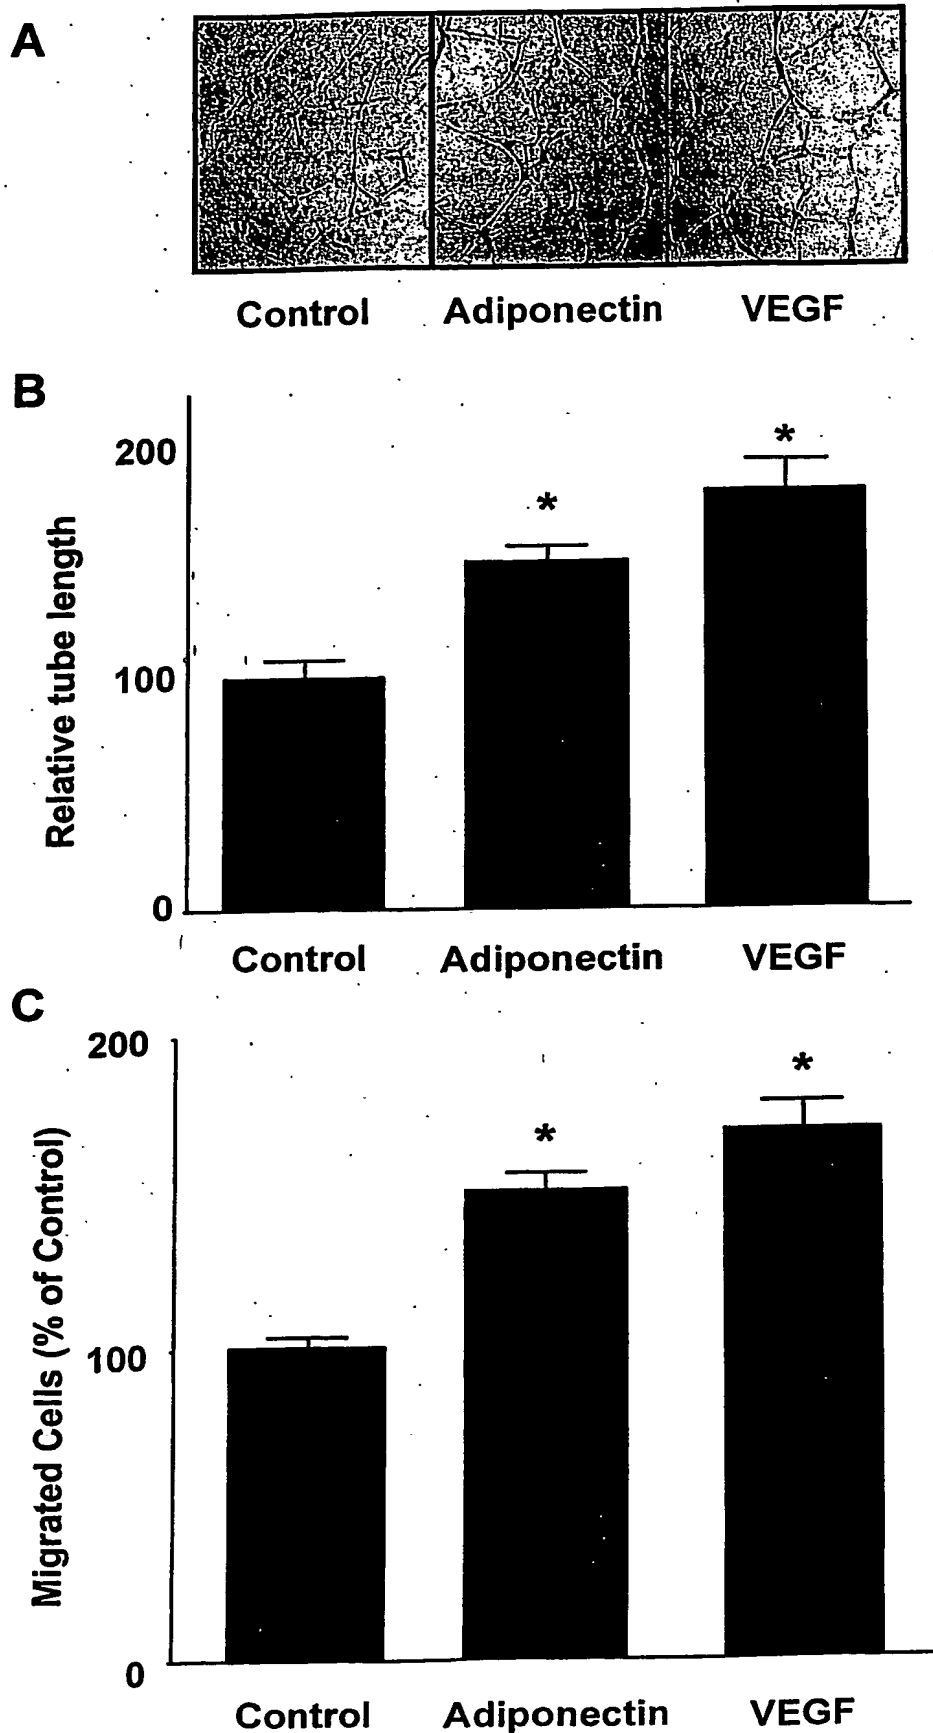 A
Control Adiponectin VEGF
B
200
*
*
Relative tube length
100
0
Control Adiponectin VEGF
C
200
*
*
Migrated Cells (% of Control)
100
0
Control Adiponectin VEGF